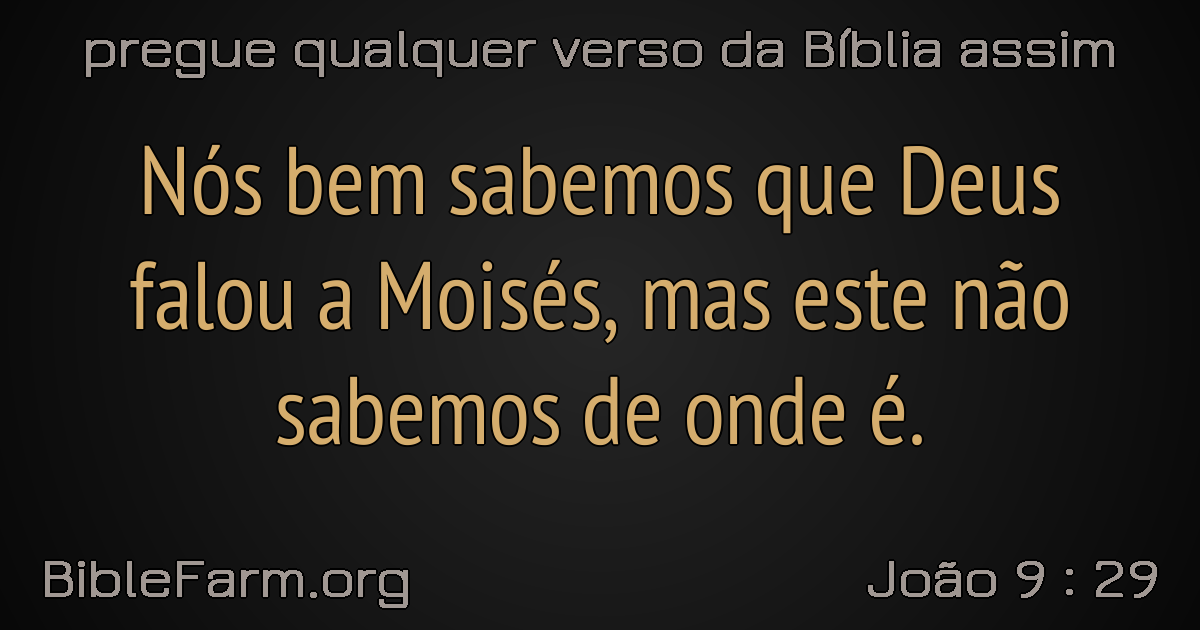 pregue qualquer verso da Bíblia assim
Nós bem sabemos que Deus
falou a Moisés, mas este não
sabemos de onde é.
BibleFarm.org
João 9 : 29